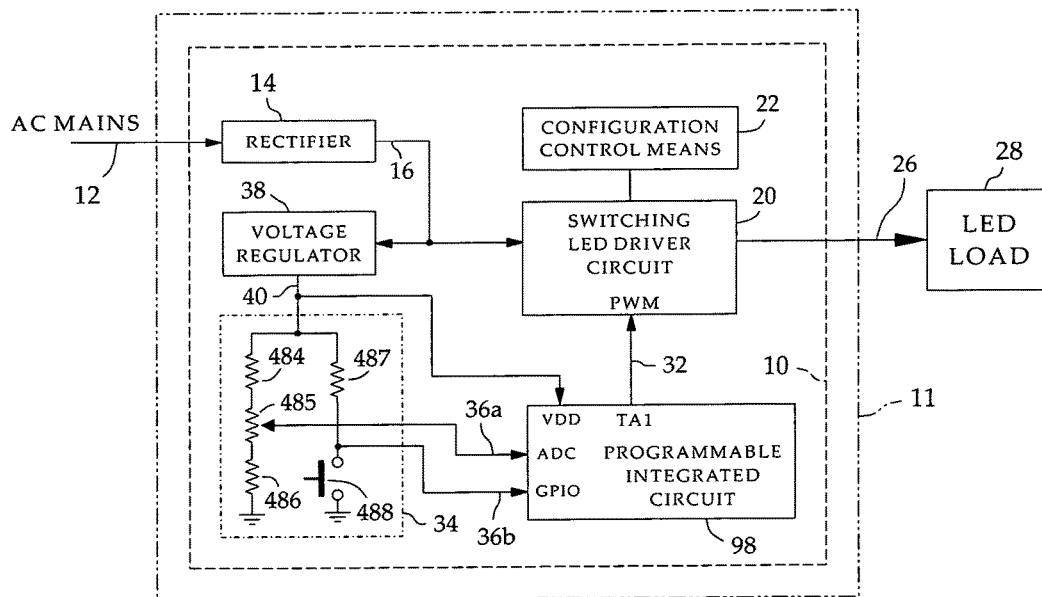 14
22
AC MAINS
RECTIFIER
CONFIGURATION
CONTROL MEANS
12
16
26
28
38
20
VOLTAGE
REGULATOR
SWITCHING
LED DRIVER
CIRCUIT
PWM
LED
LOAD
40
484
487
32
10
11
485
36a
VDD
TA1
ADC
PROGRAMMABLE
INTEGRATED
CIRCUIT
GPIO
486
488
34
36b
98